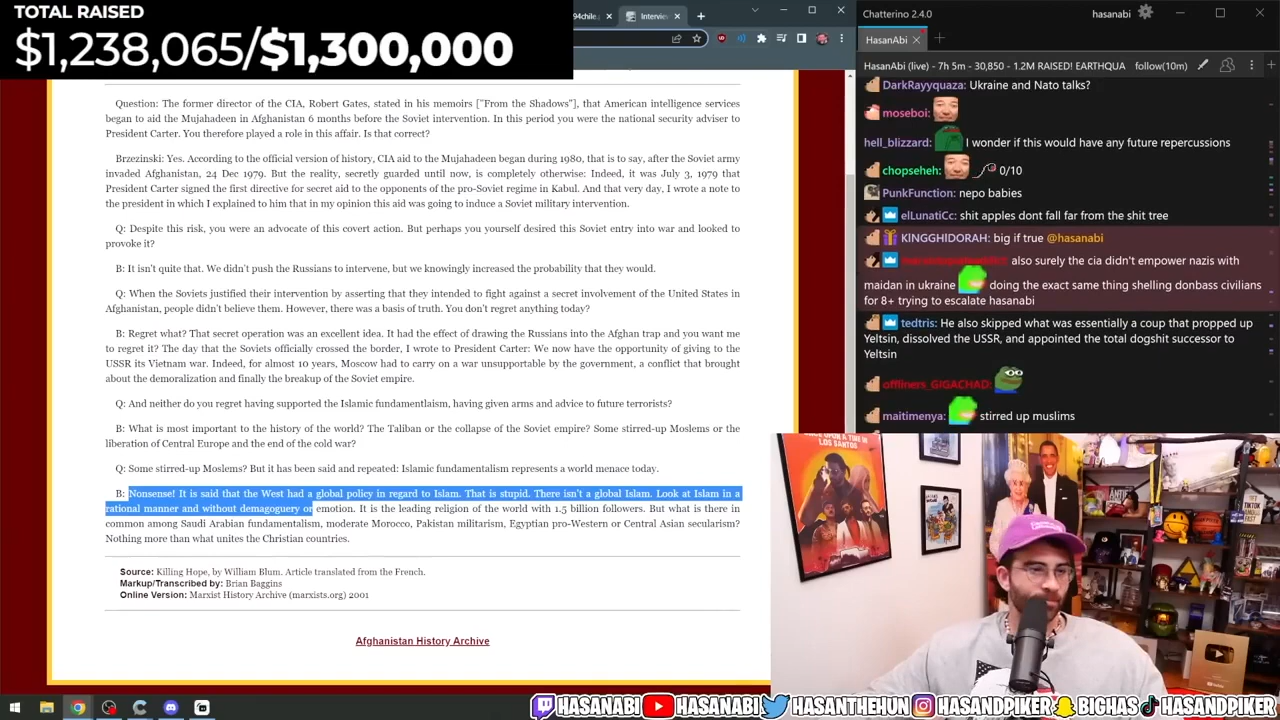 TOTAL RAISED
$1,238,065/$1,300,000
94chile.
Interview
Question: The former director of the CIA, Robert Gates, stated in his memoirs ["From the Shadows"], that American intelligence services
began to aid the Mujahadeen in Afghanistan 6 months before the Soviet intervention. In this period you were the national security adviser to
President Carter. You therefore played a role in this affair. Is that correct?
Brzezinski: Yes. According to the official version of history, CIA aid to the Mujahadeen began during 1980, that is to say, after the Soviet army
invaded Afghanistan, 24 Dec 1979. But the reality, secretly guarded until now, is completely otherwise: Indeed, it was July 3, 1979 that
President Carter signed the first directive for secret aid to the opponents of the pro-Soviet regime in Kabul. And that very day, I wrote a note to
the president in which I explained to him that in my opinion this aid was going to induce a Soviet military intervention.
Q: Despite this risk, you were an advocate of this covert action. But perhaps you yourself desired this Soviet entry into war and looked to
provoke it?
B: It isn't quite that. We didn't push the Russians to intervene, but we knowingly increased the probability that they would.
Q: When the Soviets justified their intervention by asserting that they intended to fight against a secret involvement of the United States in
Afghanistan, people didn't believe them. However, there was a basis of truth. You don't regret anything today?
B: Regret what? That secret operation was an excellent idea. It had the effect of drawing the Russians into the Afghan trap and you want me
to regret it? The day that the Soviets officially crossed the border, I wrote to President Carter: We now have the opportunity of giving to the
USSR its Vietnam war. Indeed, for almost 10 years, Moscow had to carry on a war unsupportable by the government, a conflict that brought
about the demoralization and finally the breakup of the Soviet empire.
Q: And neither do you regret having supported the Islamic fundamentlaism, having given arms and advice to future terrorists?
B: What is most important to the history of the world? The Taliban or the collapse of the Soviet empire? Some stirred-up Moslems or the
liberation of Central Europe and the end of the cold war?
Q: Some stirred-up Moslems? But it has been said and repeated: Islamic fundamentalism represents a world menace today.
B: Nonsense! It is said that the West had a global policy in regard to Islam. That is stupid. There isn't a global Islam. Look at Islam in a
rational manner and without demagoguery or emotion. It is the leading religion of the world with 1.5 billion followers. But what is there in
common among Saudi Arabian fundamentalism, moderate Morocco, Pakistan militarism, Egyptian pro-Western or Central Asian secularism?
Nothing more than what unites the Christian countries.
Source: Killing Hope, by William Blum. Article translated from the French.
Markup/Transcribed by: Brian Baggins
Online Version: Marxist History Archive (marxists.org) 2001
Afghanistan History Archive
Chatterino 2.4.0
hasanabi
HasanAbi
HasanAbi (live) - 7h 5m - 30,850 - 1.2M RAISED! EARTHQUA
follow(10m)
DarkRayyquaza: Ukraine and Nato talks?
moseboi:
hell_blizzard: I wonder if this would have any future repercussions
chopseheh: 0/10
PunkFunction: nepo babies
elLunatiCc: shit apples dont fall far from the shit tree
KINGGHIDORAH: big if true @hasanabi
also surely the cia didn't empower nazis with
maidan in ukraine doing the exact same thing shelling donbass civilians
for 8+ trying to escalate hasanabi
tedtris: He also skipped what was essentially a coup that propped up
Yeltsin, dissolved the USSR, and appointed the total dogshit successor to
Yeltsin
offliners_GIGACHAD:
maitimenya: stirred up muslims
LOS SANTOS
HASANABI HASANABI HASANTHEHUN HASANDPIKER BIGHAS HASANDPIKER